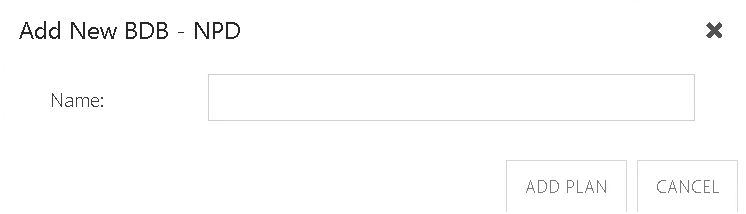 Add New BDB - NPD
Name:
ADD PLAN
CANCEL